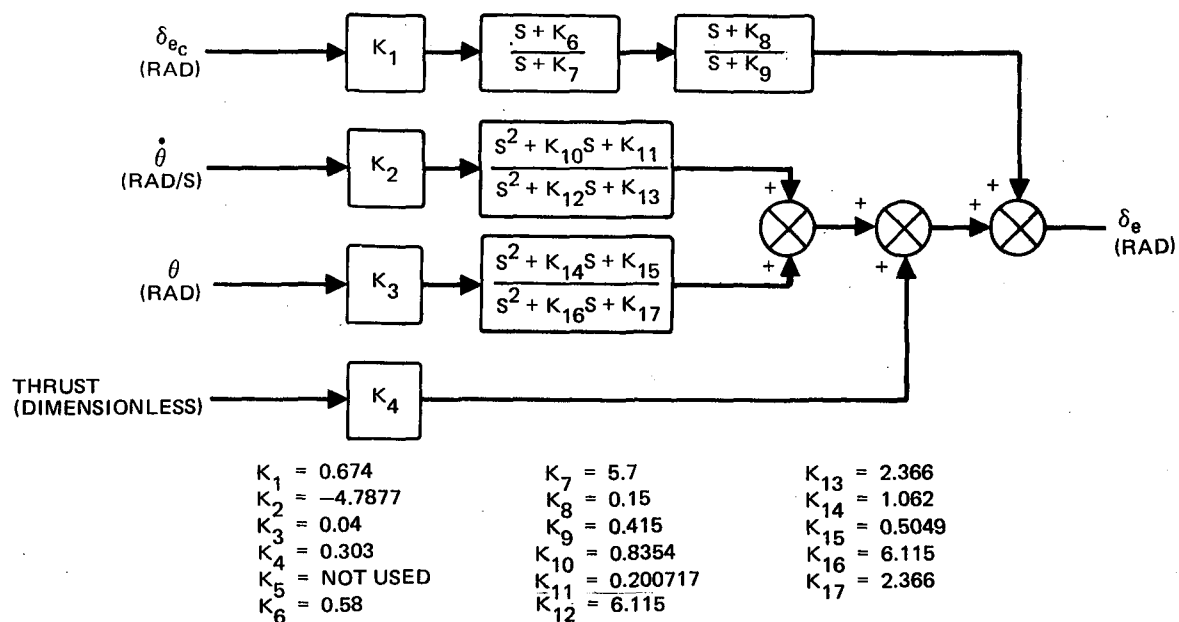 δec
(RAD)
K1
S + K6
S + K7
S + K8
S + K9
θ̇
(RAD/S)
K2
S² + K10S + K11
S² + K12S + K13
+
+
+
+
+
+
δe
(RAD)
θ
(RAD)
K3
S² + K14S + K15
S² + K16S + K17
THRUST
(DIMENSIONLESS)
K4
K1 = 0.674
K2 = −4.7877
K3 = 0.04
K4 = 0.303
K5 = NOT USED
K6 = 0.58
K7 = 5.7
K8 = 0.15
K9 = 0.415
K10 = 0.8354
K11 = 0.200717
K12 = 6.115
K13 = 2.366
K14 = 1.062
K15 = 0.5049
K16 = 6.115
K17 = 2.366